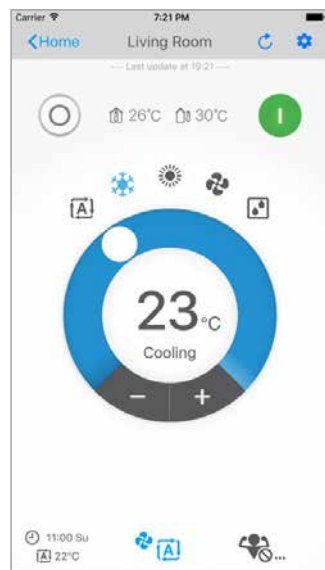 Carrier 7:21 PM
Home Living Room
Last update at 19:21
26°C 30°C
A
23°C
Cooling
− +
11:00 Su
A 22°C
A
...